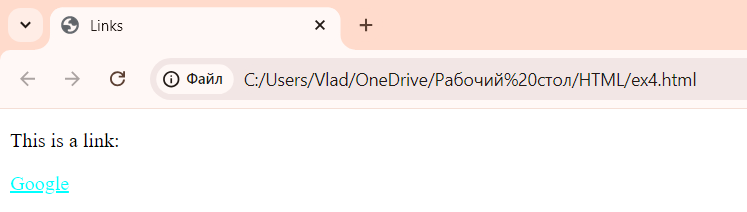 Links
Файл C:/Users/Vlad/OneDrive/Рабочий%20стол/HTML/ex4.html
This is a link:
Google